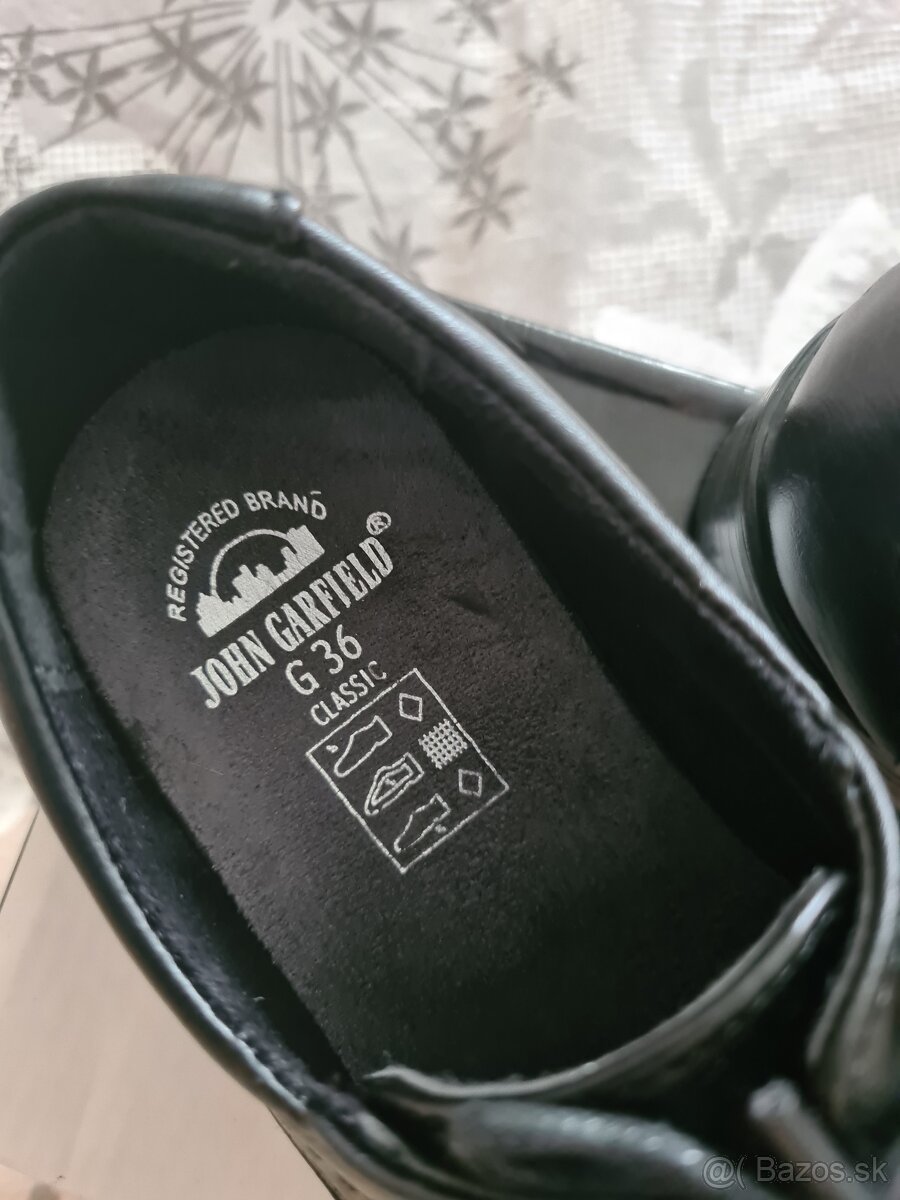 REGISTERED BRAND
JOHN GARFIELD®
G 36
CLASSIC
@( Bazos.sk